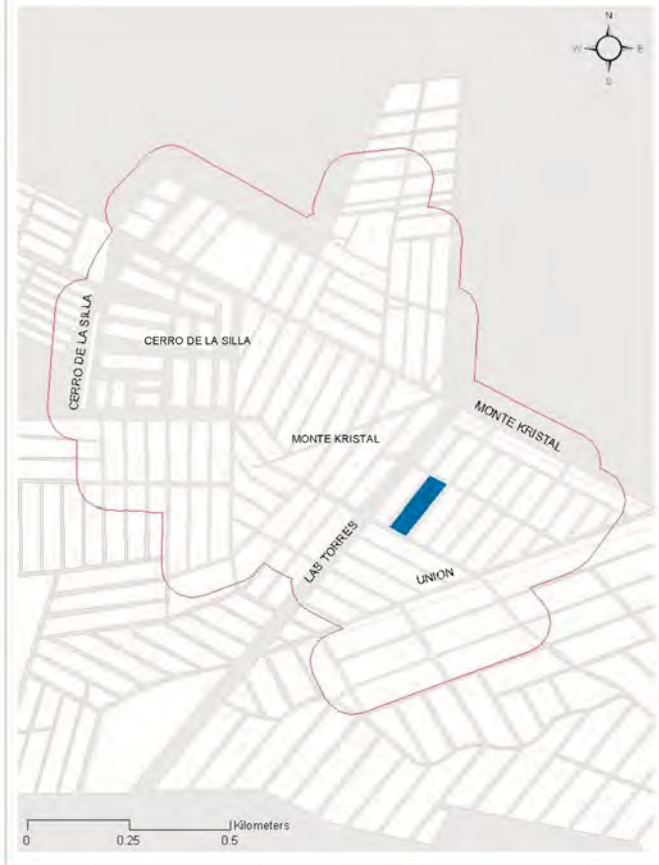 N
W E
S
CERRO DE LA SILLA
CERRO DE LA SILLA
MONTE KRISTAL
MONTE KRISTAL
LAS TORRES
UNION
Kilometers
0 0.25 0.5